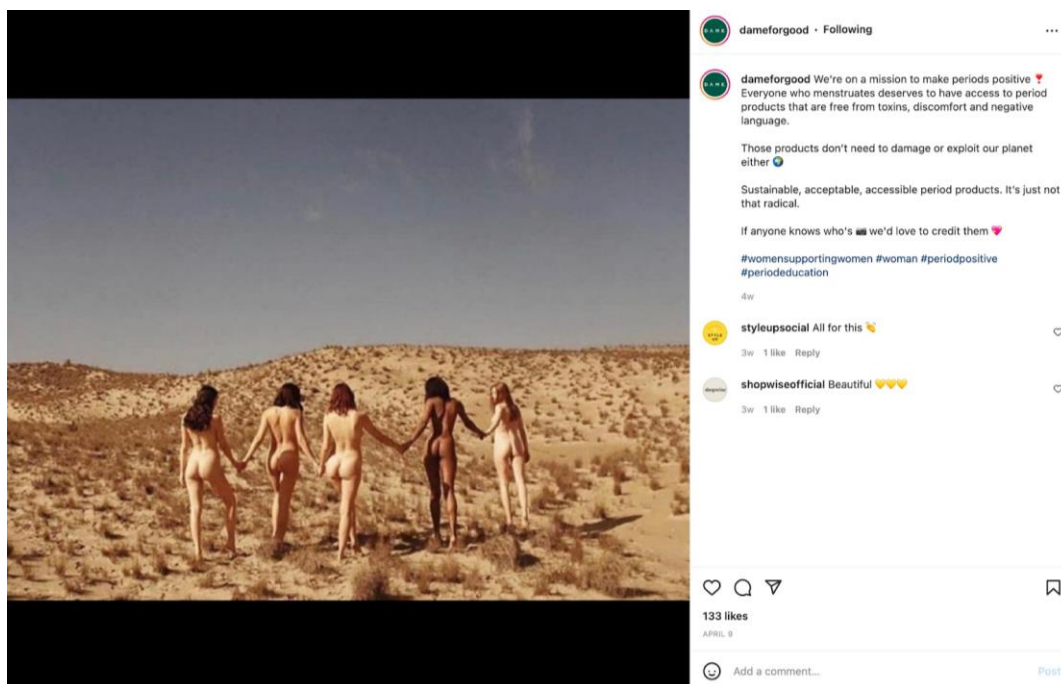 DAME
dameforgood • Following
DAME
dameforgood We're on a mission to make periods positive ❣️
Everyone who menstruates deserves to have access to period
products that are free from toxins, discomfort and negative
language.
Those products don't need to damage or exploit our planet
either 🌍
Sustainable, acceptable, accessible period products. It's just not
that radical.
If anyone knows who's 📷 we'd love to credit them 💖
#womensupportingwomen #woman #periodpositive
#periodeducation
4w
STYLE UP
styleupsocial All for this 👏
3w 1 like Reply
shopwiseofficial Beautiful 💛💛💛
3w 1 like Reply
133 likes
APRIL 9
Add a comment...
Post